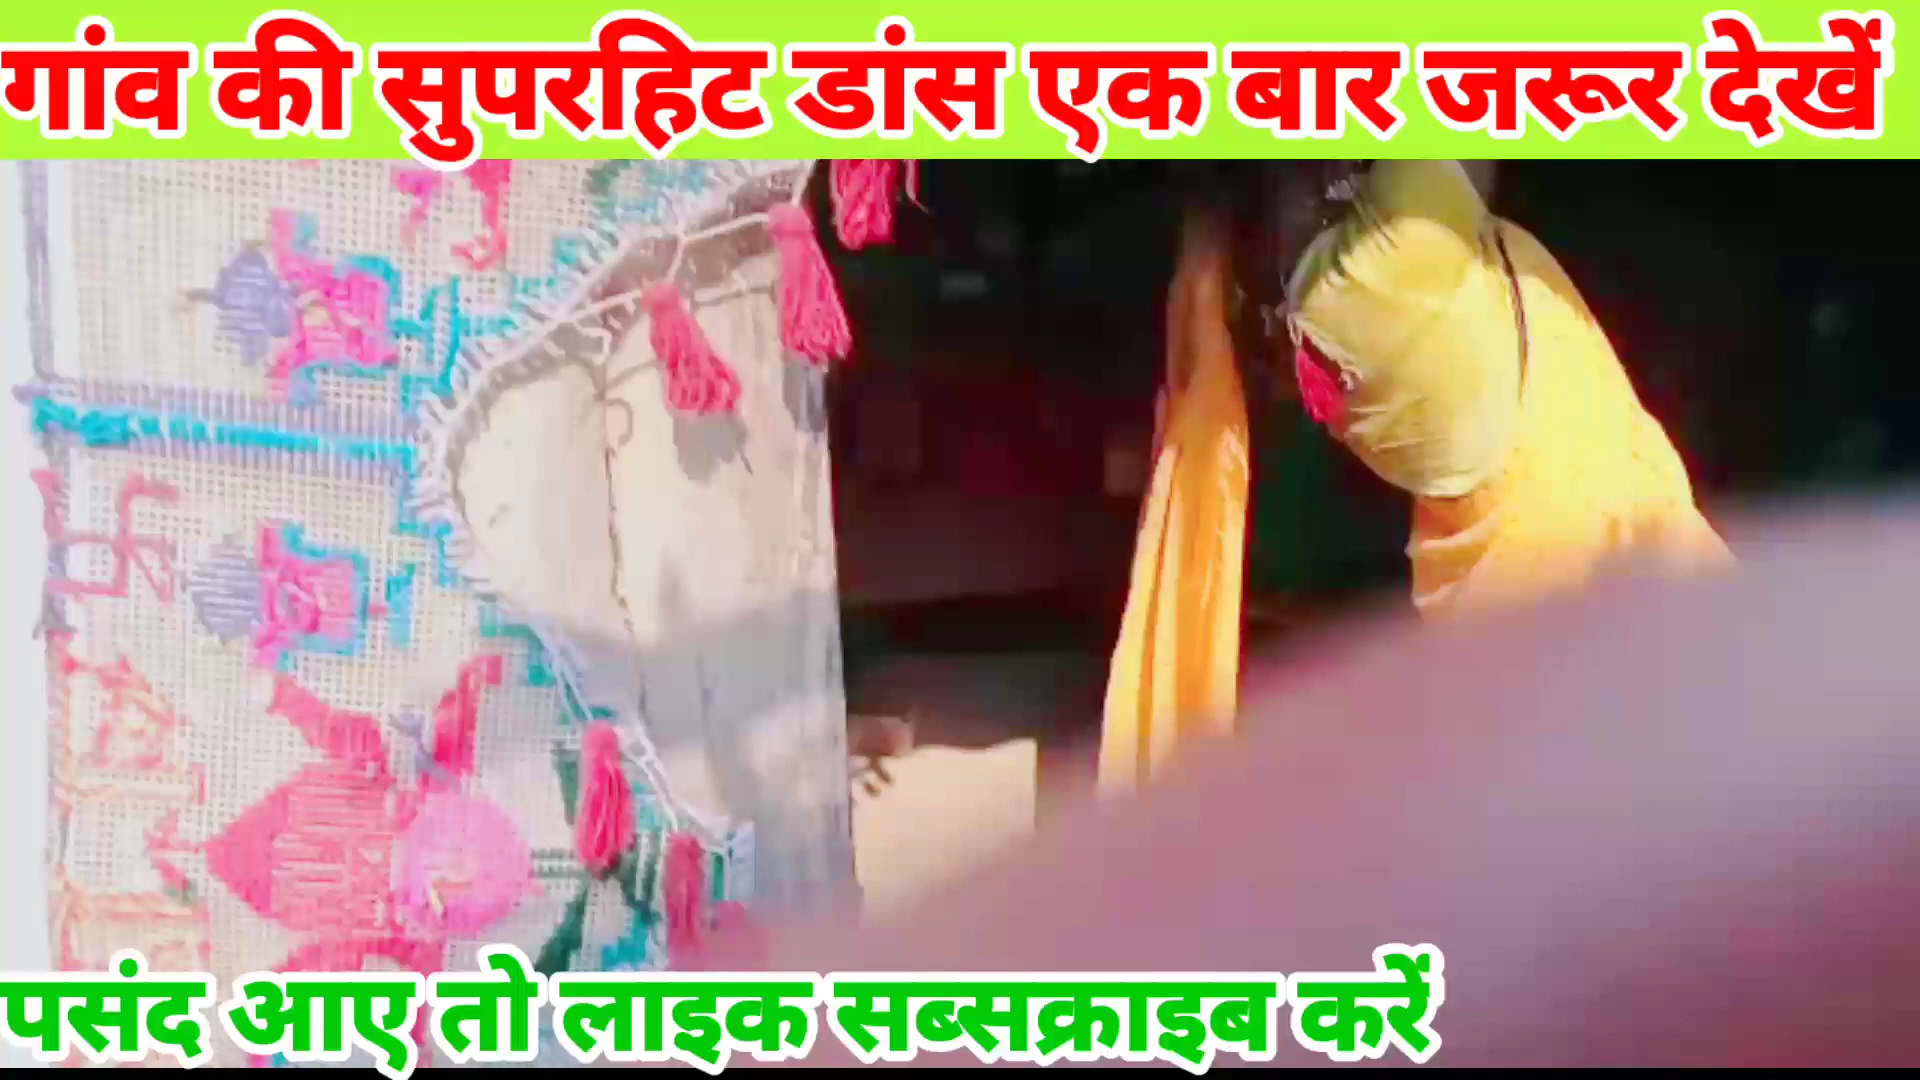 गांव की सुपरहिट डांस एक बार जरूर देखें
पसंद आए तो लाइक सब्सक्राइब करें